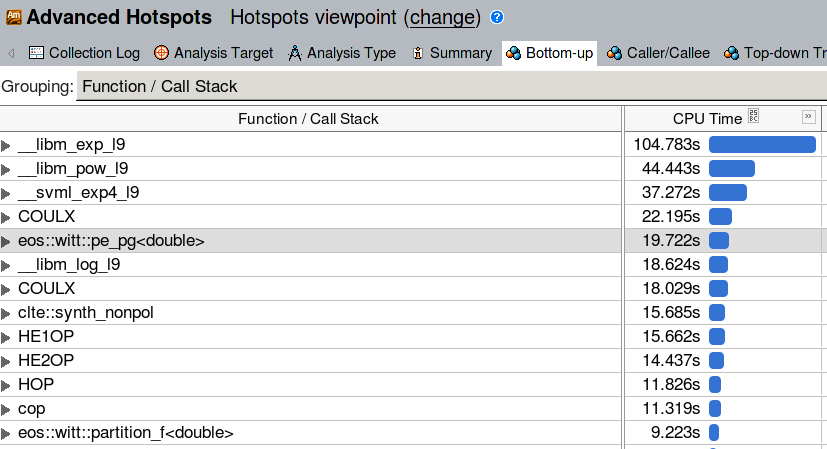 Am Advanced Hotspots Hotspots viewpoint (change) ?
Collection Log Analysis Target Analysis Type i Summary Bottom-up Caller/Callee Top-down Tr
Grouping: Function / Call Stack
Function / Call Stack CPU Time »
__libm_exp_l9 104.783s
__libm_pow_l9 44.443s
__svml_exp4_l9 37.272s
COULX 22.195s
eos::witt::pe_pg<double> 19.722s
__libm_log_l9 18.624s
COULX 18.029s
clte::synth_nonpol 15.685s
HE1OP 15.662s
HE2OP 14.437s
HOP 11.826s
cop 11.319s
eos::witt::partition_f<double> 9.223s